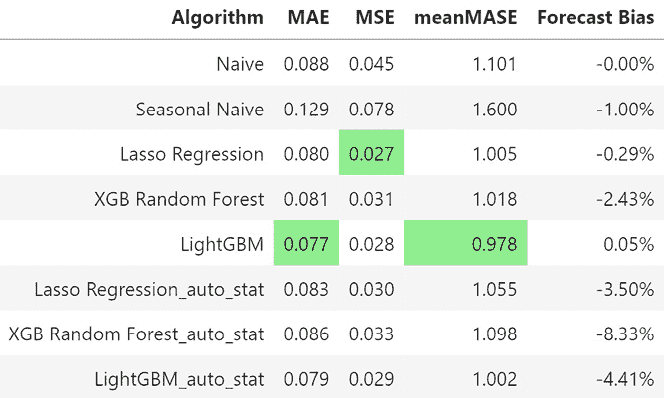 Algorithm MAE MSE meanMASE Forecast Bias
Naive 0.088 0.045 1.101 -0.00%
Seasonal Naive 0.129 0.078 1.600 -1.00%
Lasso Regression 0.080 0.027 1.005 -0.29%
XGB Random Forest 0.081 0.031 1.018 -2.43%
LightGBM 0.077 0.028 0.978 0.05%
Lasso Regression_auto_stat 0.083 0.030 1.055 -3.50%
XGB Random Forest_auto_stat 0.086 0.033 1.098 -8.33%
LightGBM_auto_stat 0.079 0.029 1.002 -4.41%